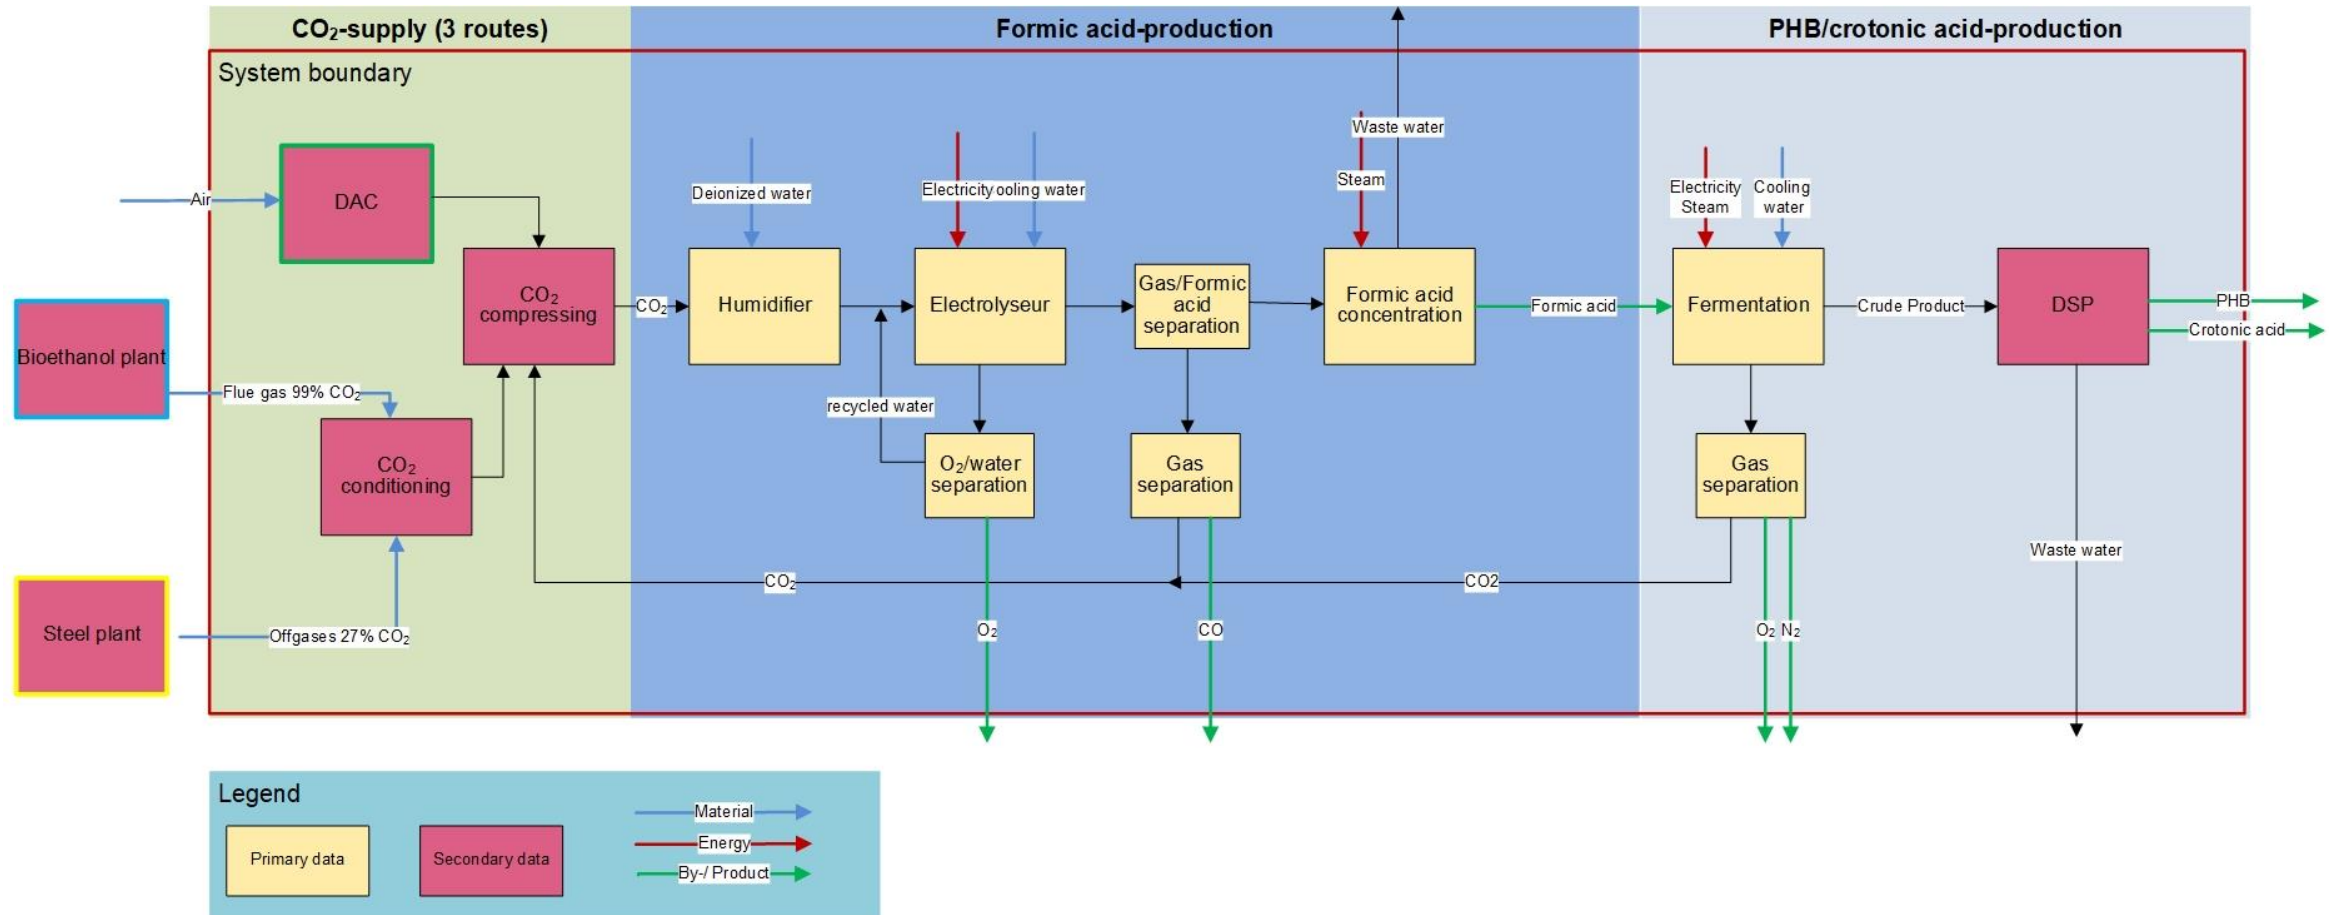 CO₂-supply (3 routes)
Formic acid-production
PHB/crotonic acid-production
System boundary
Air
DAC
CO₂
compressing
Bioethanol plant
Flue gas 99% CO₂
CO₂
conditioning
Steel plant
Offgases 27% CO₂
CO₂
Deionized water
Humidifier
recycled water
Electricity
ooling water
Electrolyseur
O₂/water
separation
O₂
Gas/Formic
acid
separation
Gas
separation
CO
CO₂
Steam
Waste water
Formic acid
concentration
Formic acid
Electricity
Steam
Cooling
water
Fermentation
Crude Product
Gas
separation
CO2
O₂
N₂
DSP
PHB
Crotonic acid
Waste water
Legend
Primary data
Secondary data
Material
Energy
By-/ Product